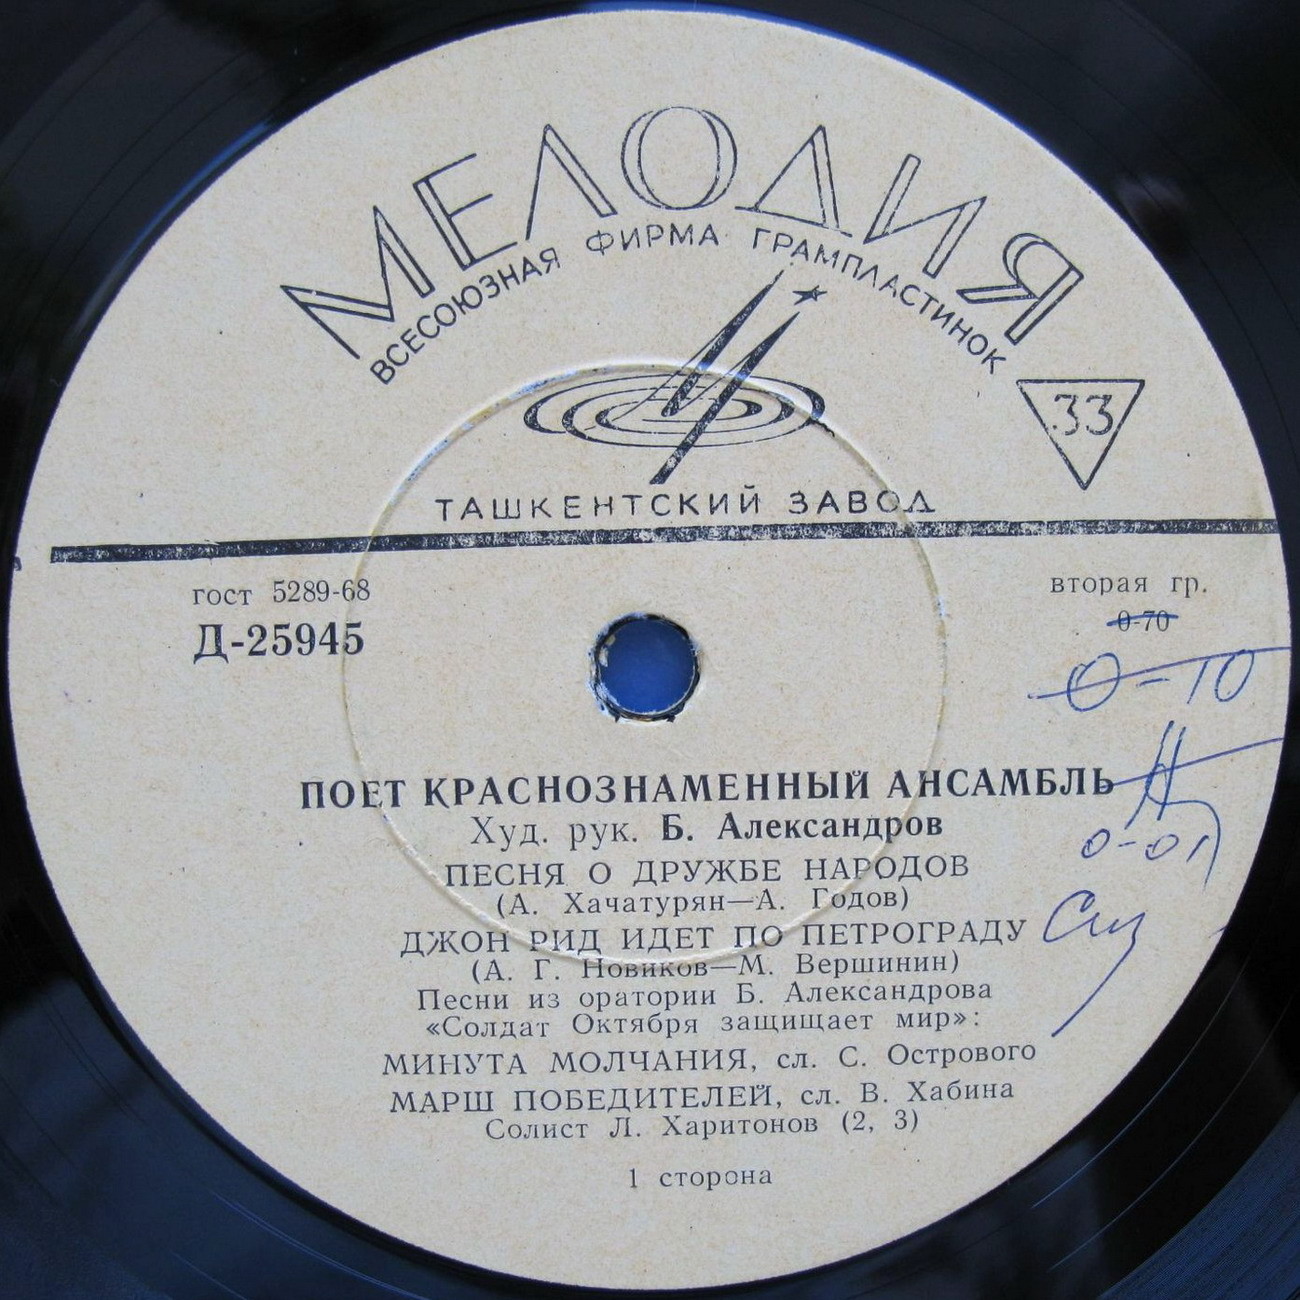 МЕЛОДИЯ
ВСЕСОЮЗНАЯ ФИРМА ГРАМПЛАСТИНОК
33
ТАШКЕНТСКИЙ ЗАВОД
гост 5289-68
вторая гр.
Д-25945
0-70
0-10
ПОЕТ КРАСНОЗНАМЕННЫЙ АНСАМБЛЬ
Худ. рук. Б. Александров
0-01
ПЕСНЯ О ДРУЖБЕ НАРОДОВ
(А. Хачатурян—А. Годов)
ДЖОН РИД ИДЕТ ПО ПЕТРОГРАДУ
(А. Г. Новиков—М. Вершинин)
Песни из оратории Б. Александрова
«Солдат Октября защищает мир»:
МИНУТА МОЛЧАНИЯ, сл. С. Острового
МАРШ ПОБЕДИТЕЛЕЙ, сл. В. Хабина
Солист Л. Харитонов (2, 3)
1 сторона